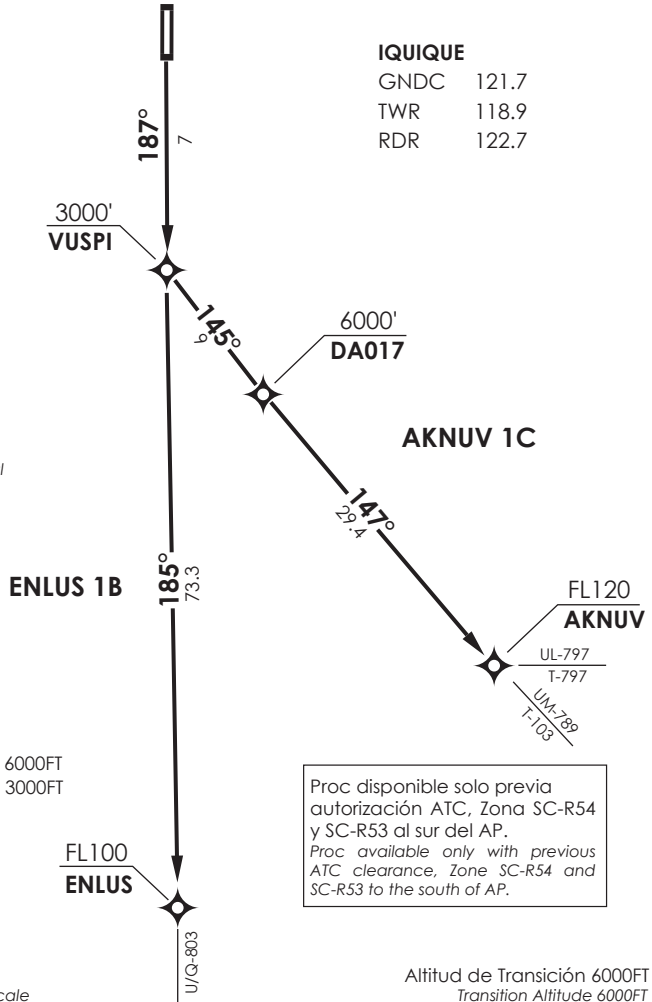 IQUIQUE
GNDC 121.7
TWR 118.9
RDR 122.7
187°
7
3000'
VUSPI
145°
9
6000'
DA017
AKNUV 1C
147°
29.4
ENLUS 1B
185°
73.3
FL120
AKNUV
UL-797
T-797
UM-789
T-103
6000FT
3000FT
Proc disponible solo previa
autorización ATC, Zona SC-R54
y SC-R53 al sur del AP.
Proc available only with previous
ATC clearance, Zone SC-R54 and
SC-R53 to the south of AP.
FL100
ENLUS
U/Q-803
cale
Altitud de Transición 6000FT
Transition Altitude 6000FT